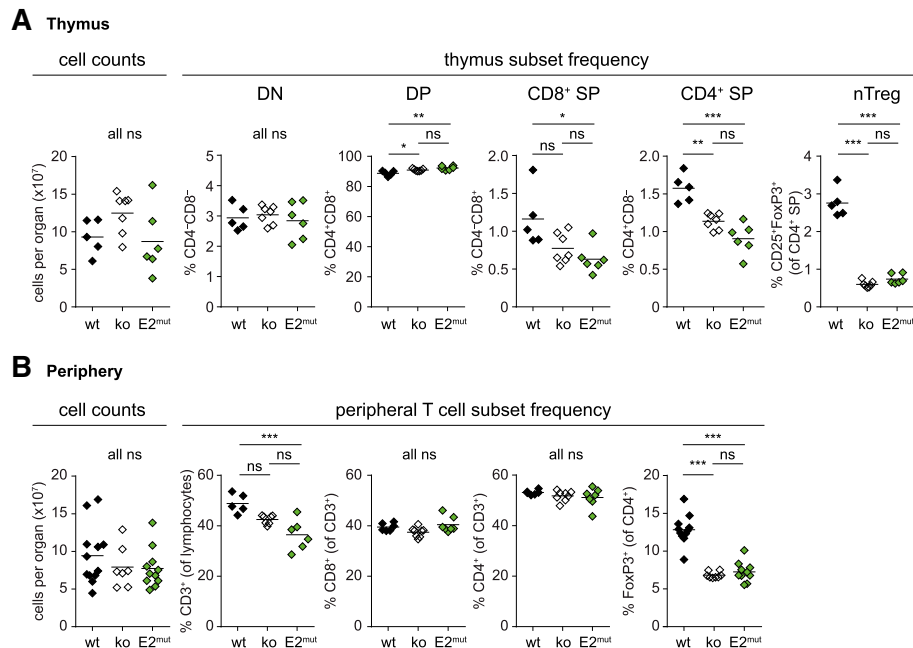 A Thymus
cell counts
thymus subset frequency
DN
DP
CD8⁺ SP
CD4⁺ SP
nTreg
all ns
cells per organ (x10⁷)
20
15
10
5
0
wt ko E2ᵐᵘᵗ
all ns
% CD4⁻CD8⁻
5
4
3
2
1
0
wt ko E2ᵐᵘᵗ
**
ns
*
% CD4⁺CD8⁺
100
80
60
40
20
0
wt ko E2ᵐᵘᵗ
*
ns
ns
% CD4⁻CD8⁺
2.0
1.5
1.0
0.5
0.0
wt ko E2ᵐᵘᵗ
***
ns
**
% CD4⁺CD8⁻
2.0
1.5
1.0
0.5
0.0
wt ko E2ᵐᵘᵗ
***
ns
***
% CD25⁺FoxP3⁺
(of CD4⁺ SP)
4
3
2
1
0
wt ko E2ᵐᵘᵗ
B Periphery
cell counts
peripheral T cell subset frequency
all ns
cells per organ (x10⁷)
20
15
10
5
0
wt ko E2ᵐᵘᵗ
***
ns
ns
% CD3⁺ (of lymphocytes)
60
40
20
0
wt ko E2ᵐᵘᵗ
all ns
% CD8⁺ (of CD3⁺)
60
40
20
0
wt ko E2ᵐᵘᵗ
all ns
% CD4⁺ (of CD3⁺)
60
40
20
0
wt ko E2ᵐᵘᵗ
***
ns
***
% FoxP3⁺ (of CD4⁺)
20
15
10
5
0
wt ko E2ᵐᵘᵗ